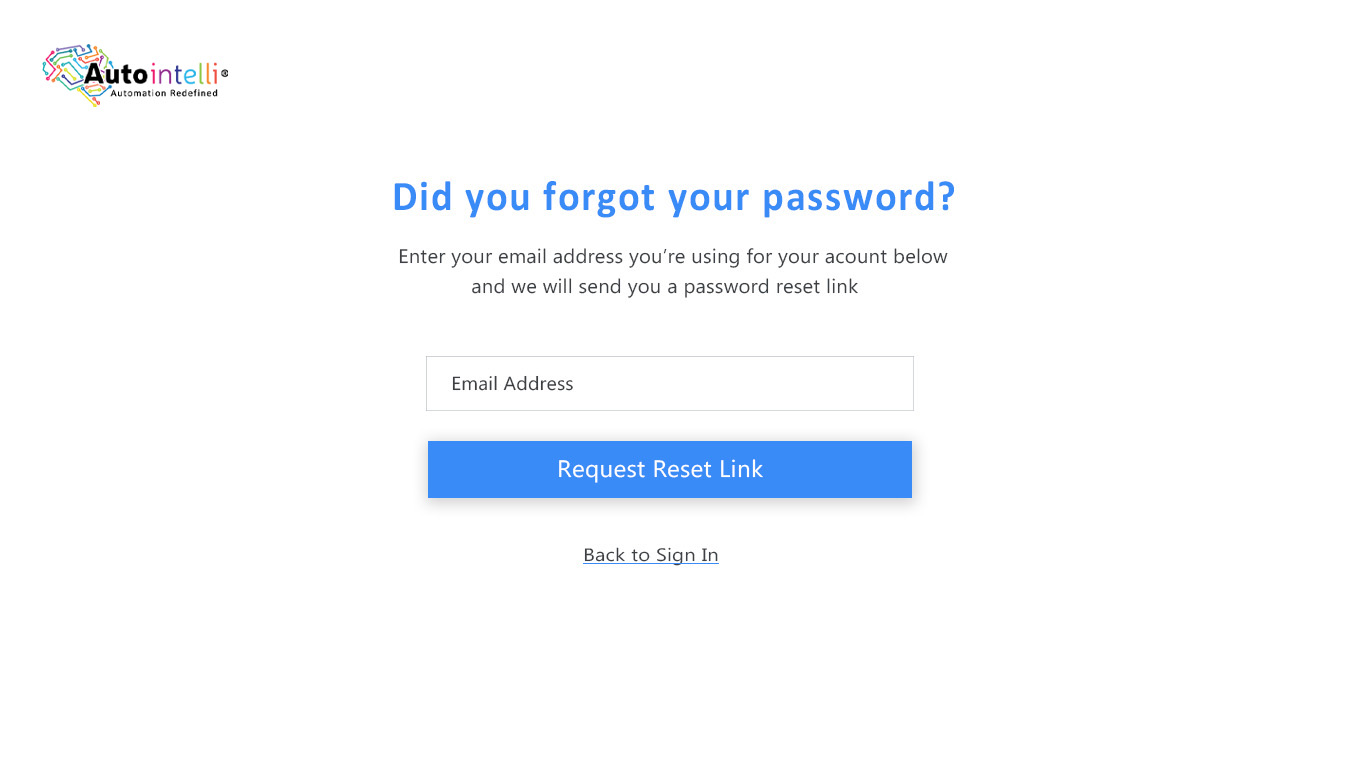 Autointelli®
Automation Redefined
Did you forgot your password?
Enter your email address you’re using for your acount below
and we will send you a password reset link
Email Address
Request Reset Link
Back to Sign In